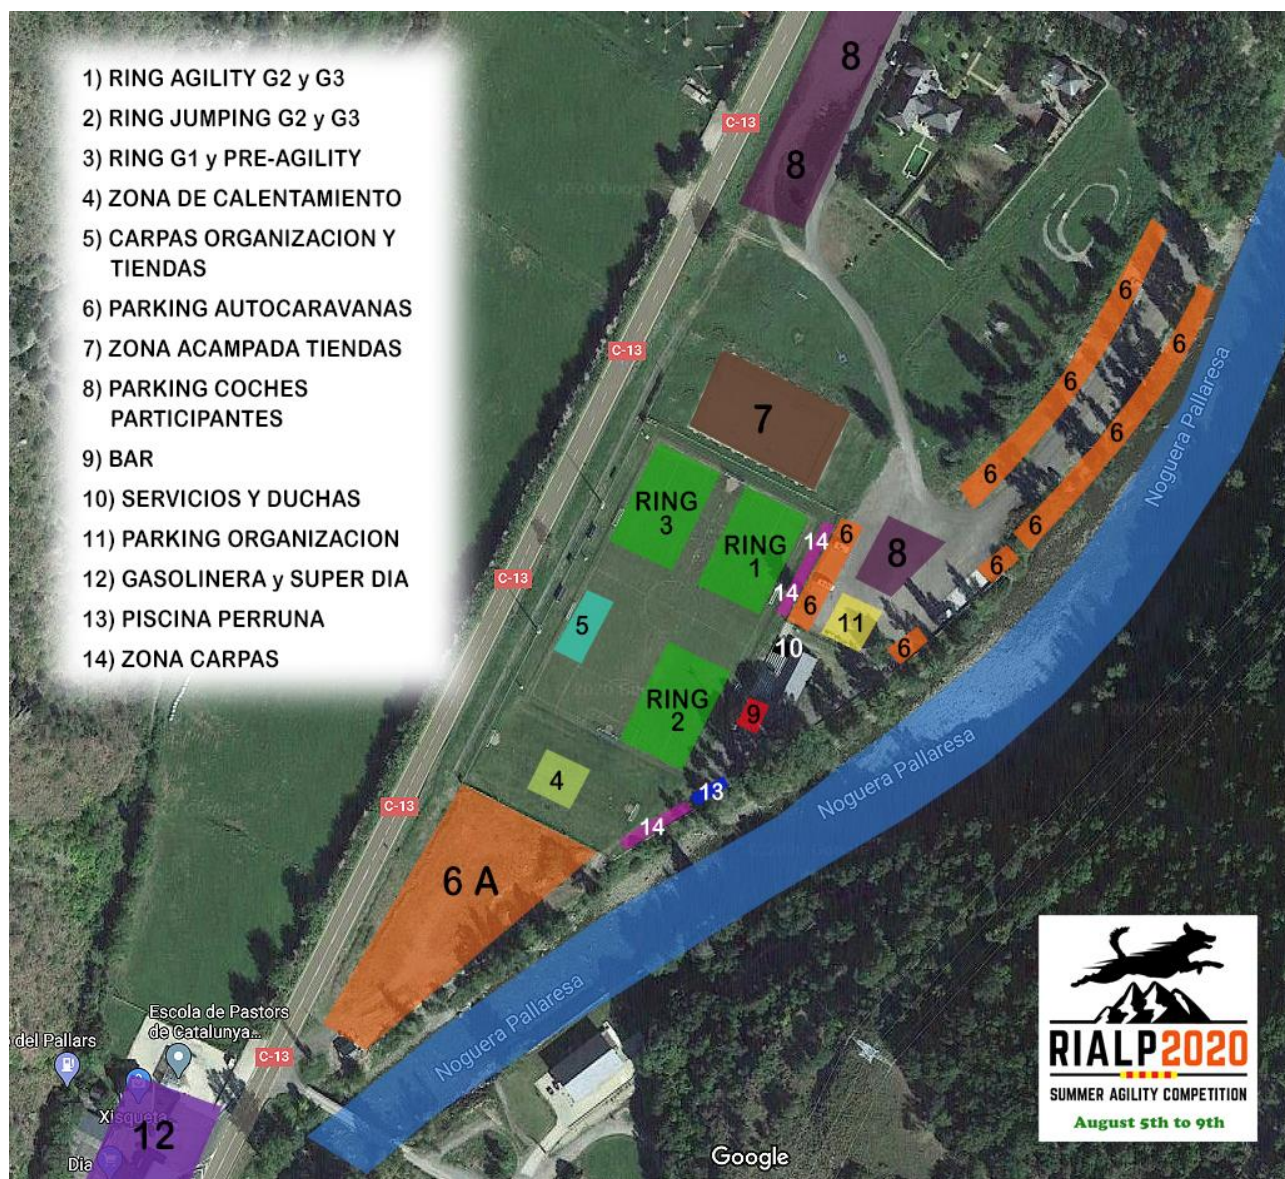 1) RING AGILITY G2 y G3
2) RING JUMPING G2 y G3
3) RING G1 y PRE-AGILITY
4) ZONA DE CALENTAMIENTO
5) CARPAS ORGANIZACION Y
TIENDAS
6) PARKING AUTOCARAVANAS
7) ZONA ACAMPADA TIENDAS
8) PARKING COCHES
PARTICIPANTES
9) BAR
10) SERVICIOS Y DUCHAS
11) PARKING ORGANIZACION
12) GASOLINERA y SUPER DIA
13) PISCINA PERRUNA
14) ZONA CARPAS
8
C-13
8
© 2020 Google
6
C-13
6
6
7
6
6
Noguera Pallaresa
RING
3
6
6
14
RING
1
8
6
C-13
14
6
5
11
10
6
RING
2
9
4
13
Noguera Pallaresa
C-13
14
6 A
Noguera Pallaresa
Escola de Pastors
de Catalunya...
del Pallars
C-13
Xisqueta
12
Dia
Google
RIALP2020
SUMMER AGILITY COMPETITION
August 5th to 9th